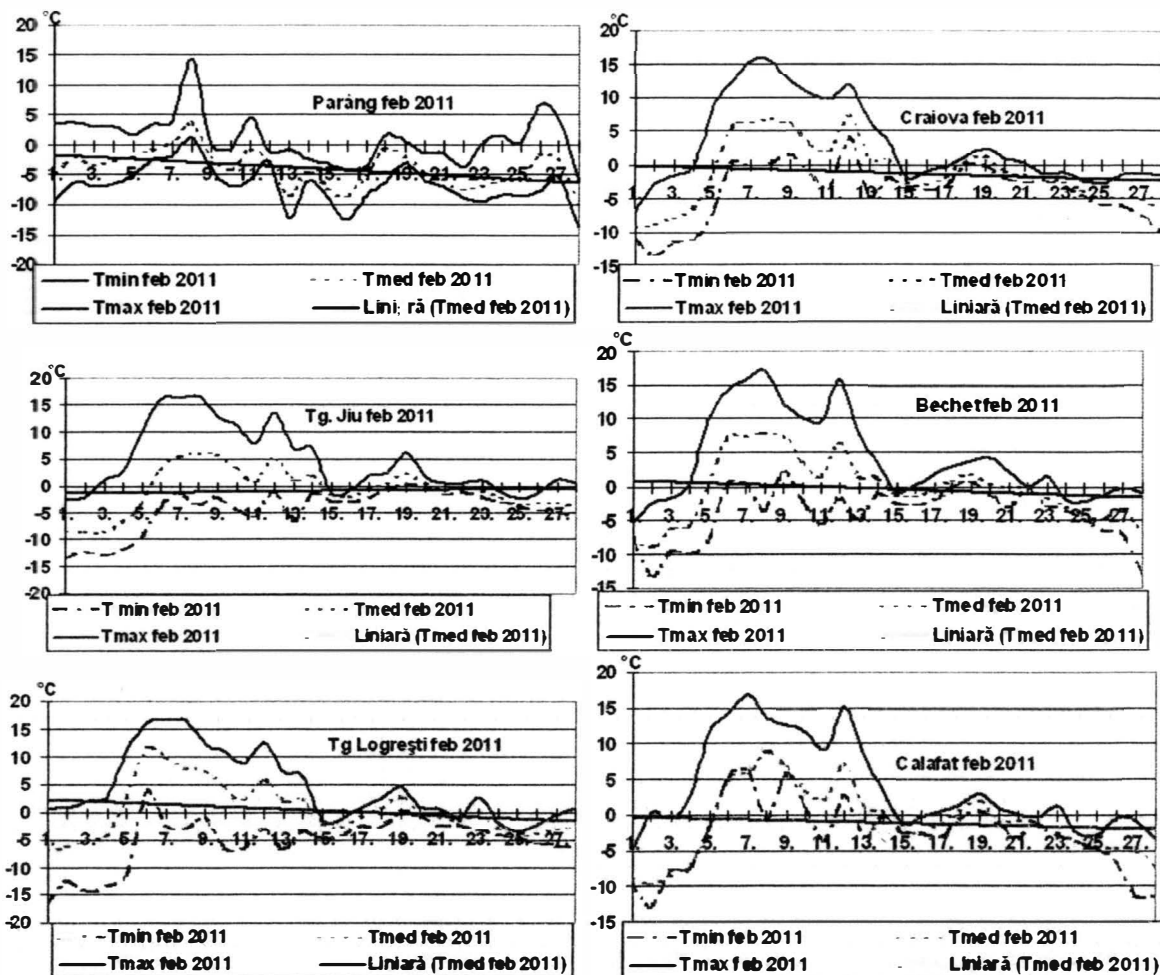 °C
20
15
10
5
0
-5
-10
-15
-20
Parâng feb 2011
1. 3. 5. 7. 9. 11. 13. 15. 17. 19. 21. 23. 25. 27.
Tmin feb 2011 Tmed feb 2011
Tmax feb 2011 Lini; ră (Tmed feb 2011)
°C
20
15
10
5
0
-5
-10
-15
Craiova feb 2011
1. 3. 5. 7. 9. 11. 13. 15. 17. 19. 21. 23. 25. 27.
Tmin feb 2011 Tmed feb 2011
Tmax feb 2011 Liniară (Tmed feb 2011)
°C
20
15
10
5
0
-5
-10
-15
-20
Tg. Jiu feb 2011
1. 3. 5. 7. 9. 11. 13. 15. 17. 19. 21. 23. 25. 27.
T min feb 2011 Tmed feb 2011
Tmax feb 2011 Liniară (Tmed feb 2011)
°C
20
15
10
5
0
-5
-10
-15
Bechet feb 2011
1. 3. 5. 7. 9. 11. 13. 15. 17. 19. 21. 23. 25. 27.
Tmin feb 2011 Tmed feb 2011
Tmax feb 2011 Liniară (Tmed feb 2011)
°C
20
15
10
5
0
-5
-10
-15
-20
Tg Logreşti feb 2011
1. 3. 5. 7. 9. 11. 13. 15. 17. 19. 21. 23. 25. 27.
Tmin feb 2011 Tmed feb 2011
Tmax feb 2011 Liniară (Tmed feb 2011)
°C
20
15
10
5
0
-5
-10
-15
Calafat feb 2011
1. 3. 5. 7. 9. 11. 13. 15. 17. 19. 21. 23. 25. 27.
Tmin feb 2011 Tmed feb 2011
Tmax feb 2011 Liniară (Tmed feb 2011)